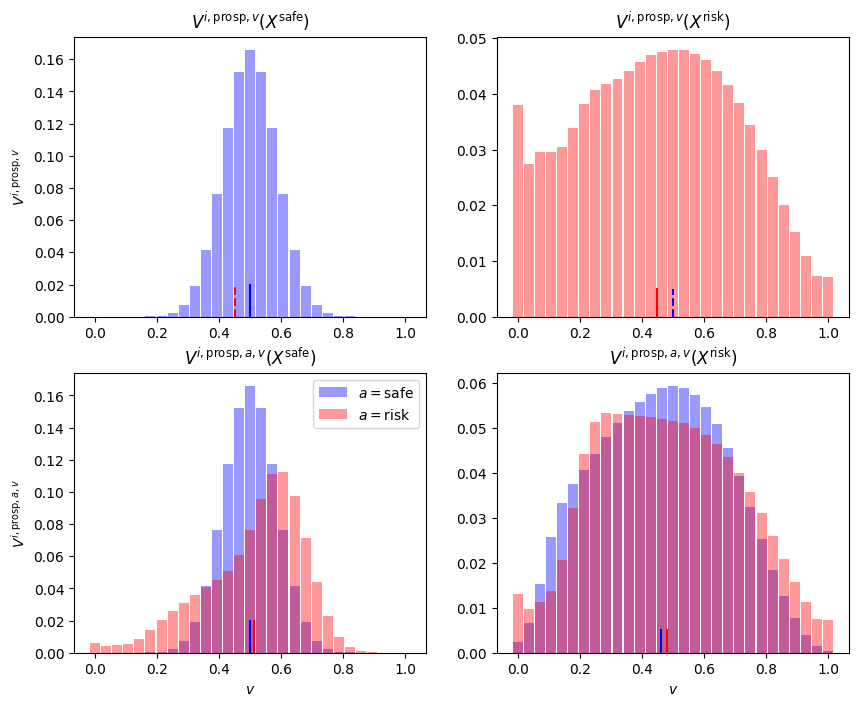 V^{i, prosp, v}(X^{safe})
V^{i, prosp, v}(X^{risk})
V^{i, prosp, v}
0.16
0.14
0.12
0.10
0.08
0.06
0.04
0.02
0.00
0.0 0.2 0.4 0.6 0.8 1.0
0.05
0.04
0.03
0.02
0.01
0.00
0.0 0.2 0.4 0.6 0.8 1.0
V^{i, prosp, a, v}(X^{safe})
V^{i, prosp, a, v}(X^{risk})
V^{i, prosp, a, v}
0.16
0.14
0.12
0.10
0.08
0.06
0.04
0.02
0.00
a = safe
a = risk
0.0 0.2 0.4 0.6 0.8 1.0
v
0.06
0.05
0.04
0.03
0.02
0.01
0.00
0.0 0.2 0.4 0.6 0.8 1.0
v